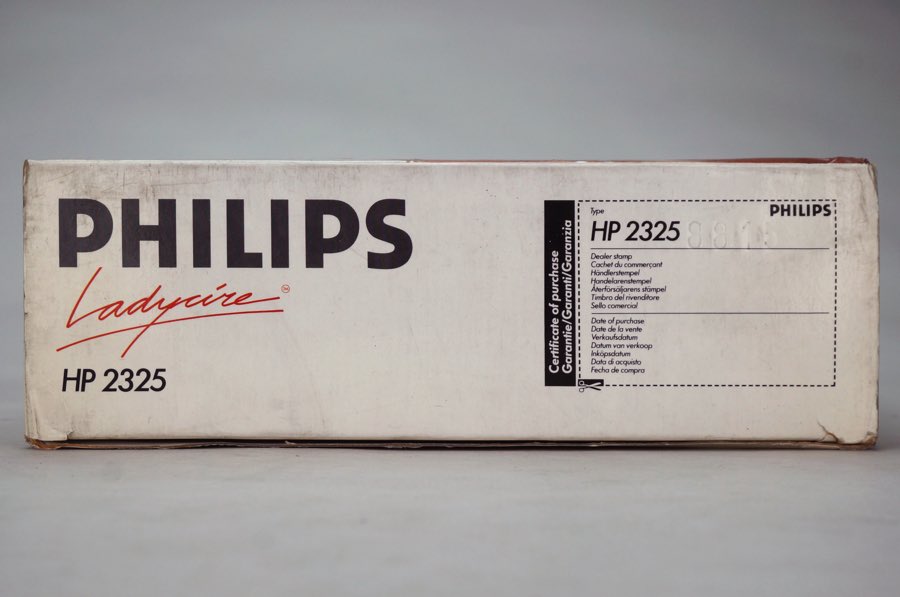 PHILIPS
Ladycire™
HP 2325
Certificate of purchase
Garantie/Garanti/Garanzia
Type
PHILIPS
HP 2325
Dealer stamp
Cachet du commerçant
Händlerstempel
Handelarenstempel
Återförsäljarens stämpel
Timbro del rivenditore
Sello comercial
Date of purchase
Date de la vente
Verkaufsdatum
Datum van verkoop
Inköpsdatum
Data di acquisto
Fecha de compra